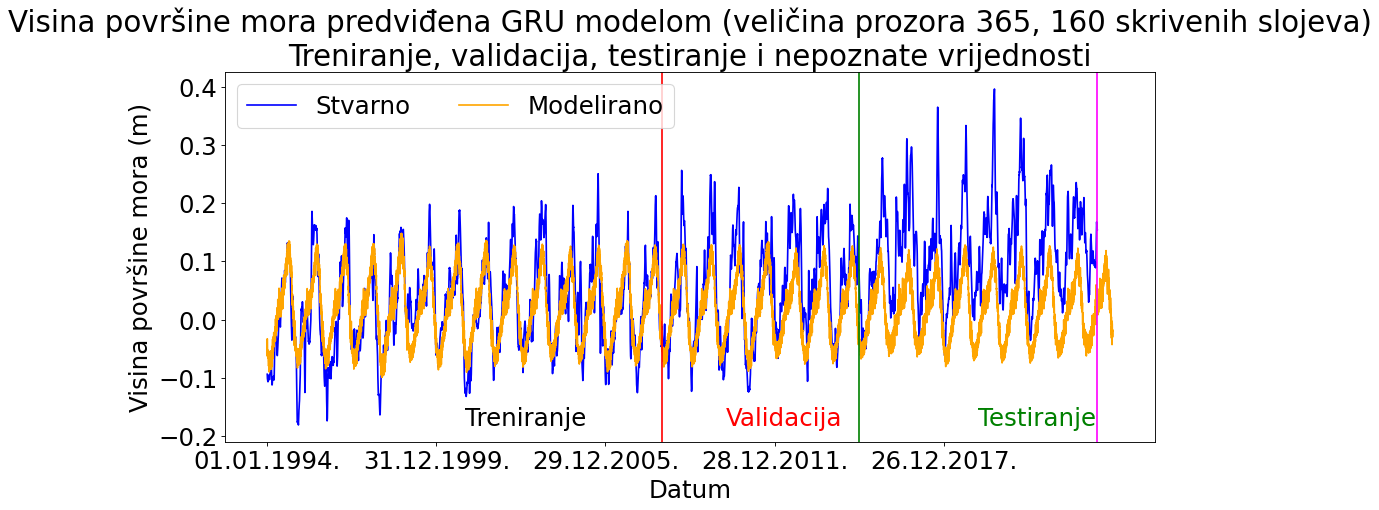 Visina površine mora predviđena GRU modelom (veličina prozora 365, 160 skrivenih slojeva)
Treniranje, validacija, testiranje i nepoznate vrijednosti
Stvarno
Modelirano
Visina površine mora (m)
0.4
0.3
0.2
0.1
0.0
−0.1
−0.2
Treniranje
Validacija
Testiranje
01.01.1994.
31.12.1999.
29.12.2005.
28.12.2011.
26.12.2017.
Datum